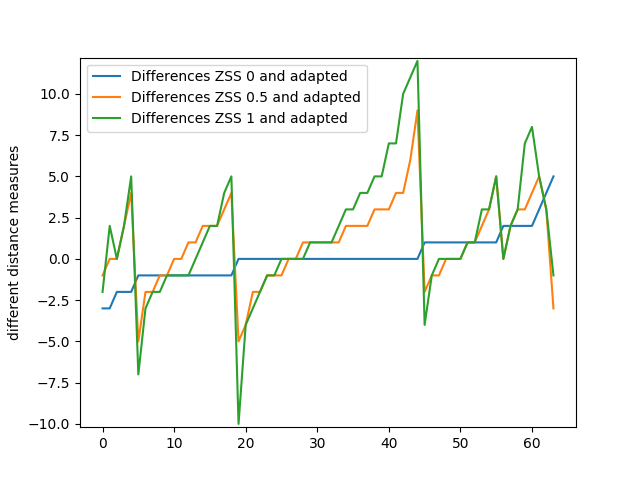 Differences ZSS 0 and adapted
Differences ZSS 0.5 and adapted
Differences ZSS 1 and adapted
different distance measures
10.0
7.5
5.0
2.5
0.0
−2.5
−5.0
−7.5
−10.0
0 10 20 30 40 50 60